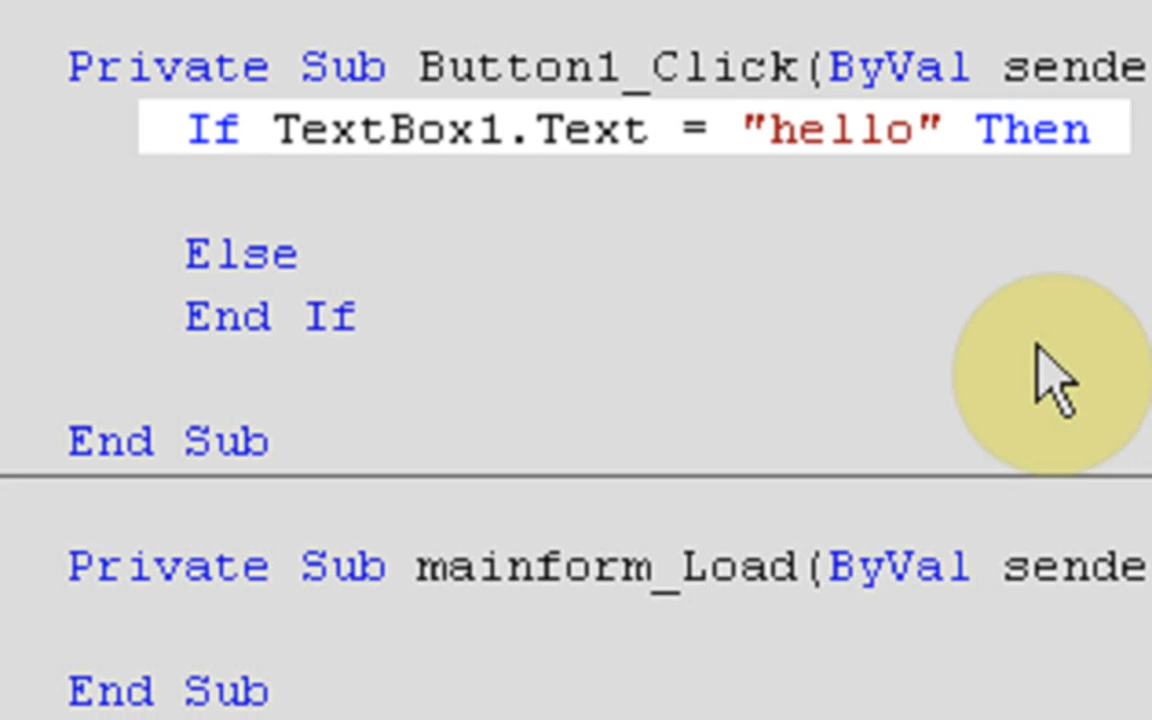 Private Sub Button1_Click(ByVal sende
If TextBox1.Text = "hello" Then
Else
End If
End Sub
Private Sub mainform_Load(ByVal sende
End Sub